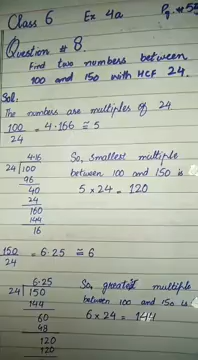 Class 6 Ex 4a Pg. #55
Question # 8.
Find two numbers between
100 and 150 with HCF 24.
Sol:
The numbers are multiples of 24
100/24 = 4.166 ≅ 5
4.16
24)100
96
40
24
160
144
16
So, smallest multiple
between 100 and 150 is
5 × 24 = 120
150/24 = 6.25 ≅ 6
6.25
24)150
144
60
48
120
120
So, greatest multiple
between 100 and 150 is
6 × 24 = 144